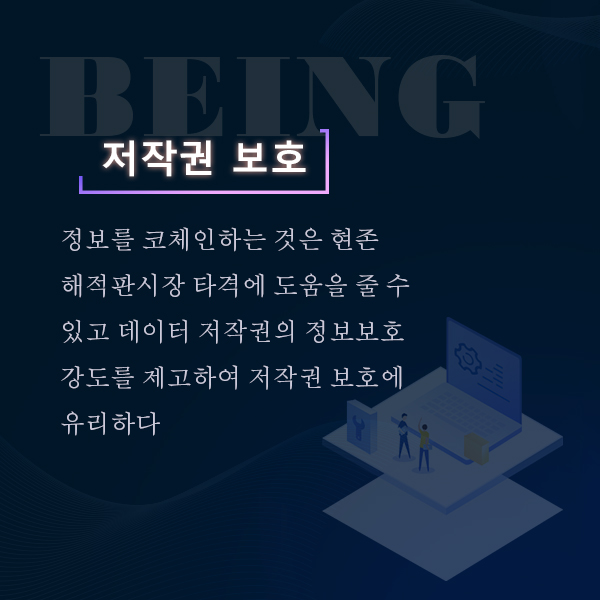 BEING
저작권 보호
정보를 코체인하는 것은 현존
해적판시장 타격에 도움을 줄 수
있고 데이터 저작권의 정보보호
강도를 제고하여 저작권 보호에
유리하다